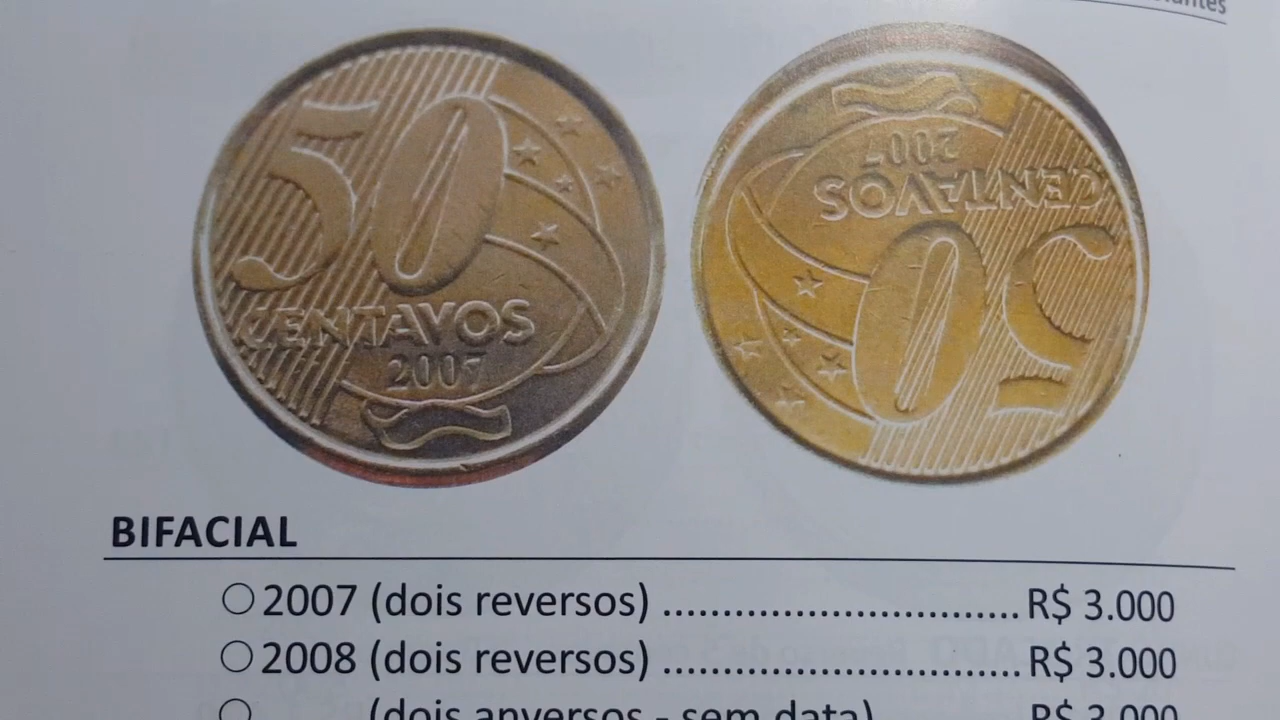 50
CENTAVOS
2007
2007
CENTAVOS
50
BIFACIAL
2007 (dois reversos) ................................ R$ 3.000
2008 (dois reversos) ................................ R$ 3.000
(dois anversos - sem data) R$ 3.000